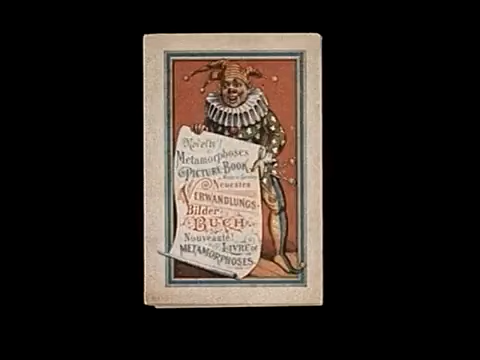 Novelty!
Metamorphoses
PICTURE-BOOK
Neuestes
VERWANDLUNGS-
Bilder
BUCH
Nouveauté!
LIVRE DE
METAMORPHOSES.